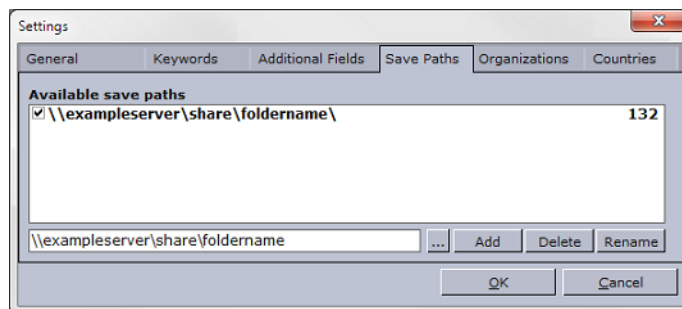 Settings
General Keywords Additional Fields Save Paths Organizations Countries
Available save paths
\\exampleserver\share\foldername\ 132
\\exampleserver\share\foldername ... Add Delete Rename
OK Cancel